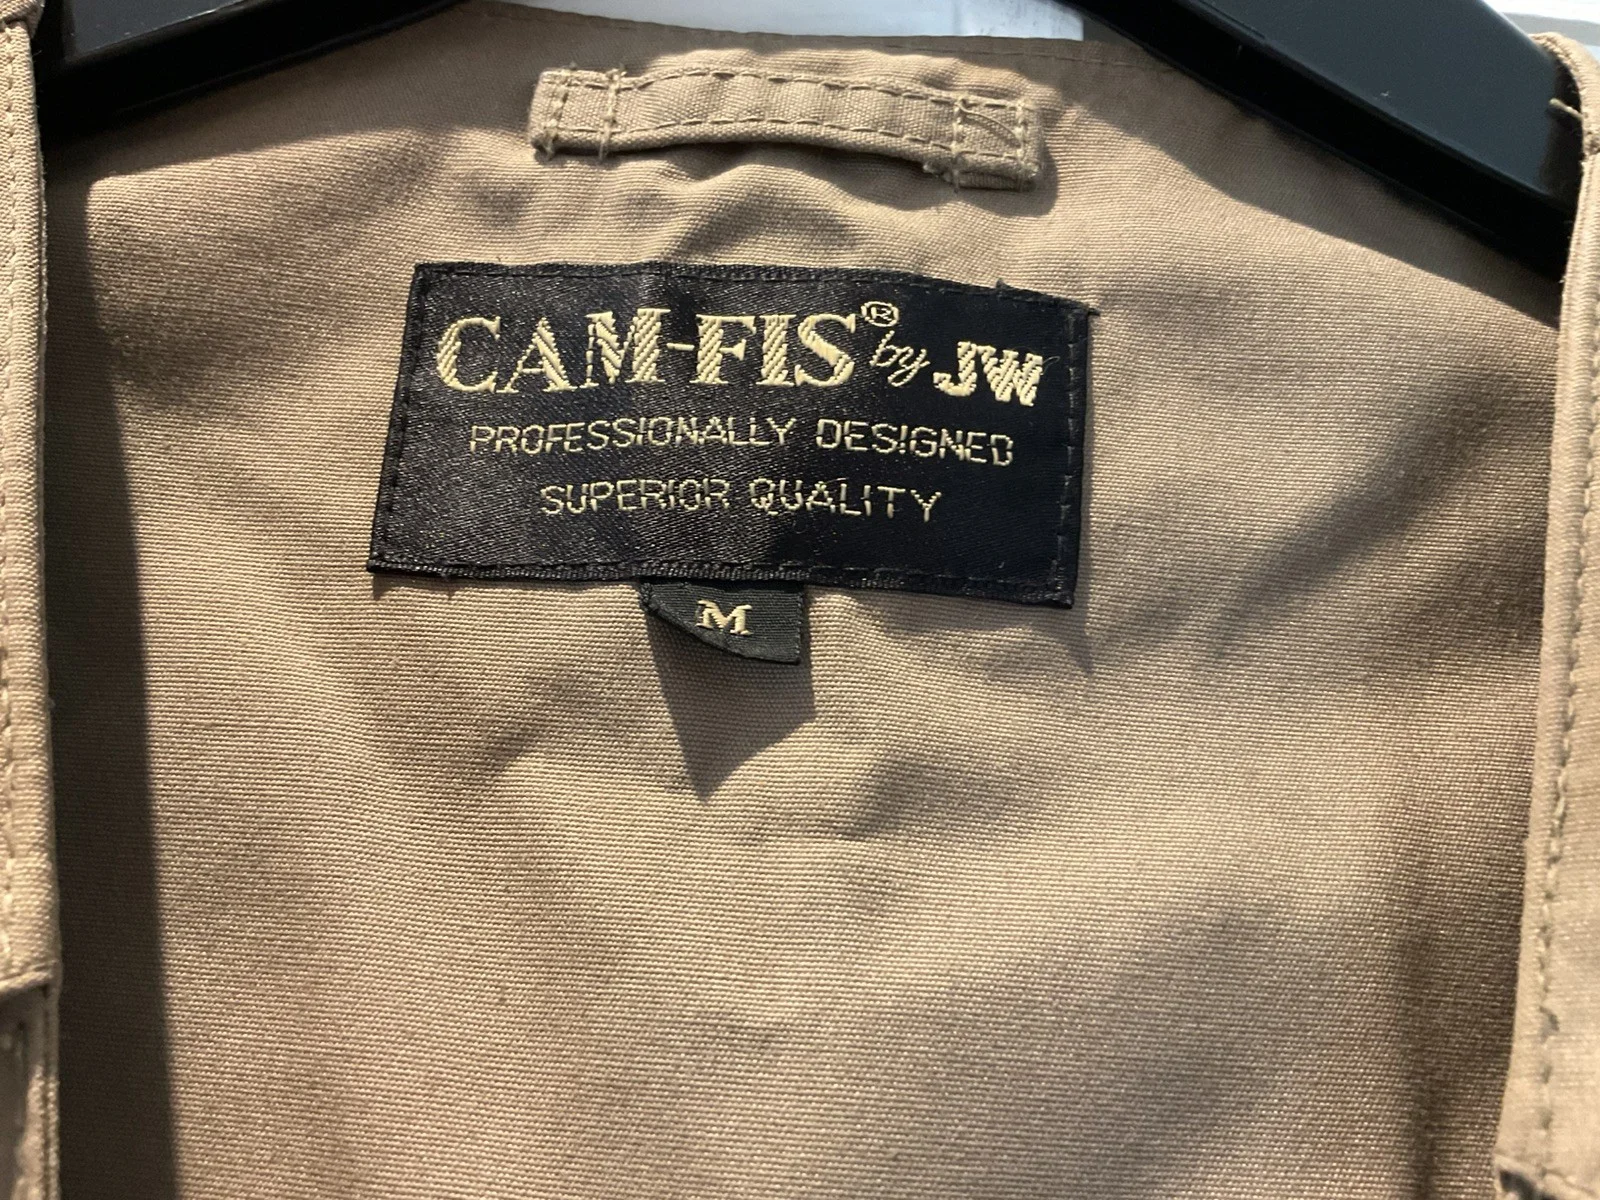 CAM-FIS® by JW
PROFESSIONALLY DESIGNED
SUPERIOR QUALITY
M